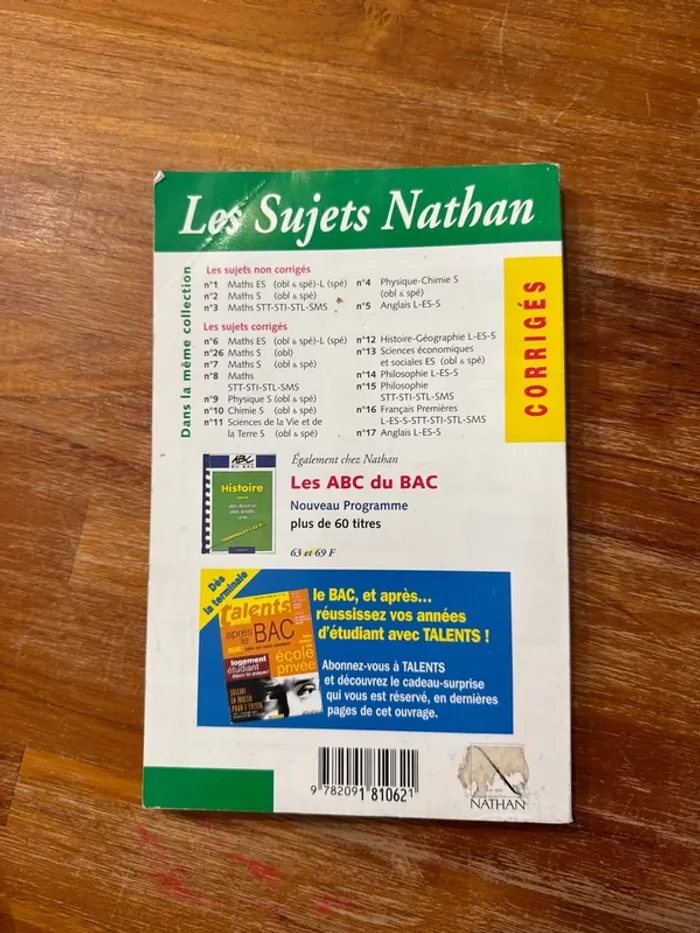 Les Sujets Nathan
Dans la même collection
Les sujets non corrigés
n°1 Maths ES (obl & spé)-L (spé)
n°2 Maths S (obl & spé)
n°3 Maths STT-STI-STL-SMS
n°4 Physique-Chimie S
(obl & spé)
n°5 Anglais L-ES-S
Les sujets corrigés
n°6 Maths ES (obl & spé)-L (spé)
n°26 Maths S (obl)
n°7 Maths S (obl & spé)
n°8 Maths
STT-STI-STL-SMS
n°9 Physique S (obl & spé)
n°10 Chimie S (obl & spé)
n°11 Sciences de la Vie et de
la Terre S (obl & spé)
n°12 Histoire-Géographie L-ES-S
n°13 Sciences économiques
et sociales ES (obl & spé)
n°14 Philosophie L-ES-S
n°15 Philosophie
STT-STI-STL-SMS
n°16 Français Premières
L-ES-S-STT-STI-STL-SMS
n°17 Anglais L-ES-S
CORRIGÉS
ABC
DU BAC
Histoire
Également chez Nathan
Les ABC du BAC
Nouveau Programme
plus de 60 titres
63 et 69 F
Dès
la terminale
talents
après
le BAC
logement
étudiant
école
privée
le BAC, et après...
réussissez vos années
d'étudiant avec TALENTS !
Abonnez-vous à TALENTS
et découvrez le cadeau-surprise
qui vous est réservé, en dernières
pages de cet ouvrage.
9 782091 810621
NATHAN